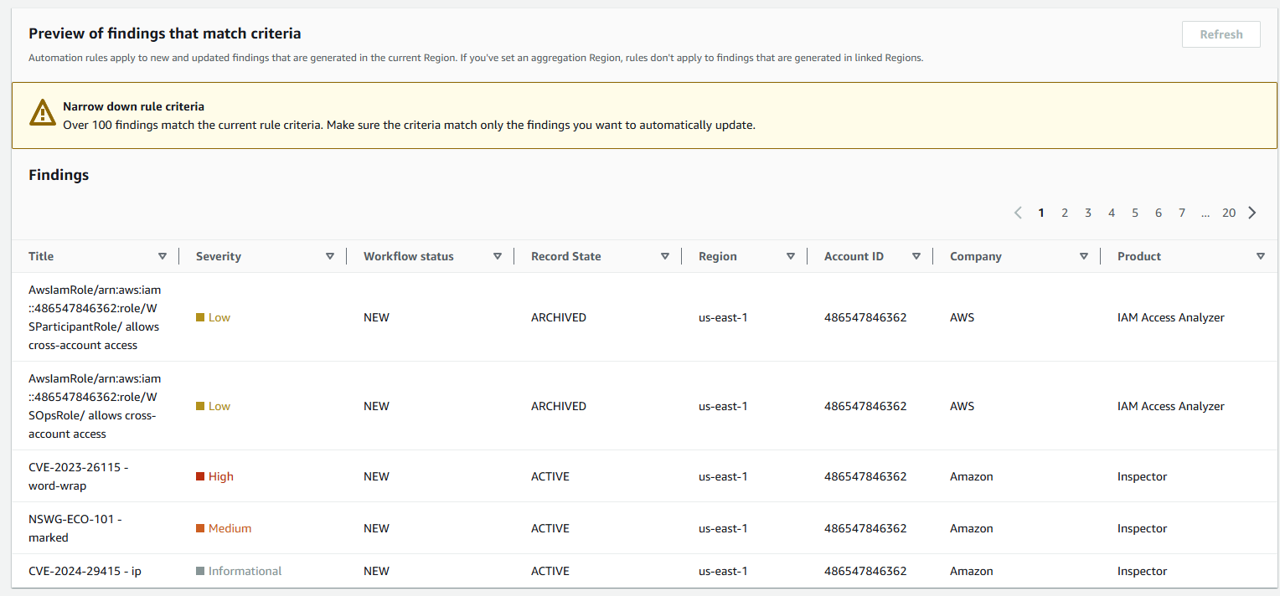 Preview of findings that match criteria
Refresh
Automation rules apply to new and updated findings that are generated in the current Region. If you've set an aggregation Region, rules don't apply to findings that are generated in linked Regions.
Narrow down rule criteria
Over 100 findings match the current rule criteria. Make sure the criteria match only the findings you want to automatically update.
Findings
1 2 3 4 5 6 7 ... 20
Title Severity Workflow status Record State Region Account ID Company Product
AwsIamRole/arn:aws:iam
::486547846362:role/W
SParticipantRole/ allows
cross-account access
Low NEW ARCHIVED us-east-1 486547846362 AWS IAM Access Analyzer
AwsIamRole/arn:aws:iam
::486547846362:role/W
SOpsRole/ allows cross-
account access
Low NEW ARCHIVED us-east-1 486547846362 AWS IAM Access Analyzer
CVE-2023-26115 -
word-wrap
High NEW ACTIVE us-east-1 486547846362 Amazon Inspector
NSWG-ECO-101 -
marked
Medium NEW ACTIVE us-east-1 486547846362 Amazon Inspector
CVE-2024-29415 - ip Informational NEW ACTIVE us-east-1 486547846362 Amazon Inspector